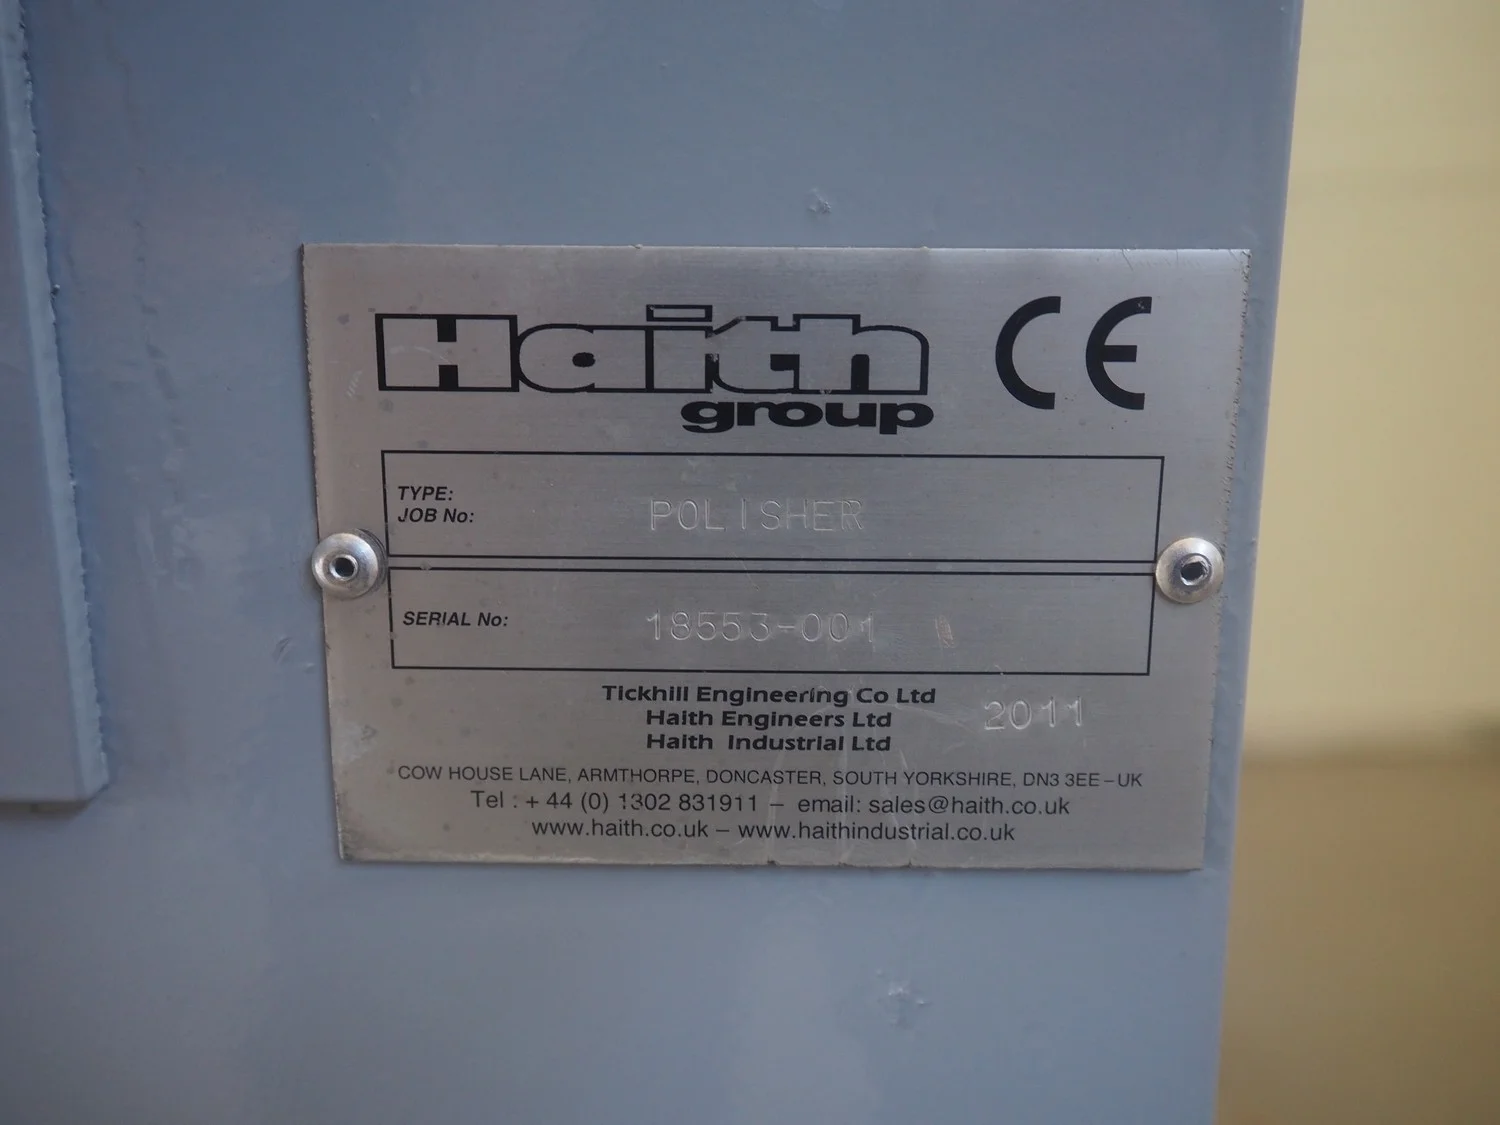 Haith
group
CE
TYPE:
JOB No:
POLISHER
SERIAL No:
18553-001
Tickhill Engineering Co Ltd
Haith Engineers Ltd
Haith Industrial Ltd
2011
COW HOUSE LANE, ARMTHORPE, DONCASTER, SOUTH YORKSHIRE, DN3 3EE – UK
Tel : + 44 (0) 1302 831911 – email: sales@haith.co.uk
www.haith.co.uk – www.haithindustrial.co.uk